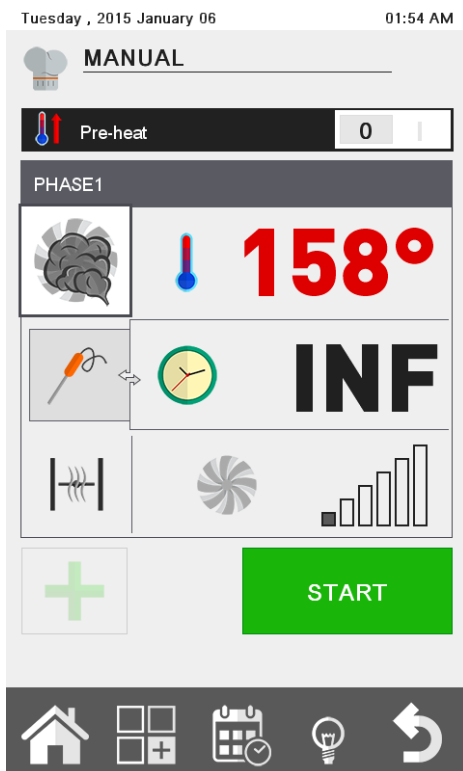 Tuesday , 2015 January 06 01:54 AM
MANUAL
Pre-heat 0 I
PHASE1
158°
INF
START